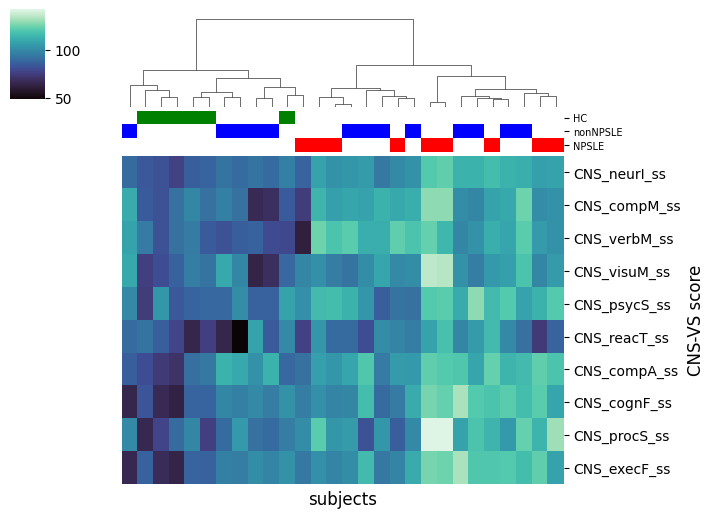 100
50
HC
nonNPSLE
NPSLE
CNS_neurI_ss
CNS_compM_ss
CNS_verbM_ss
CNS_visuM_ss
CNS_psycS_ss
CNS_reacT_ss
CNS_compA_ss
CNS_cognF_ss
CNS_procS_ss
CNS_execF_ss
CNS-VS score
subjects